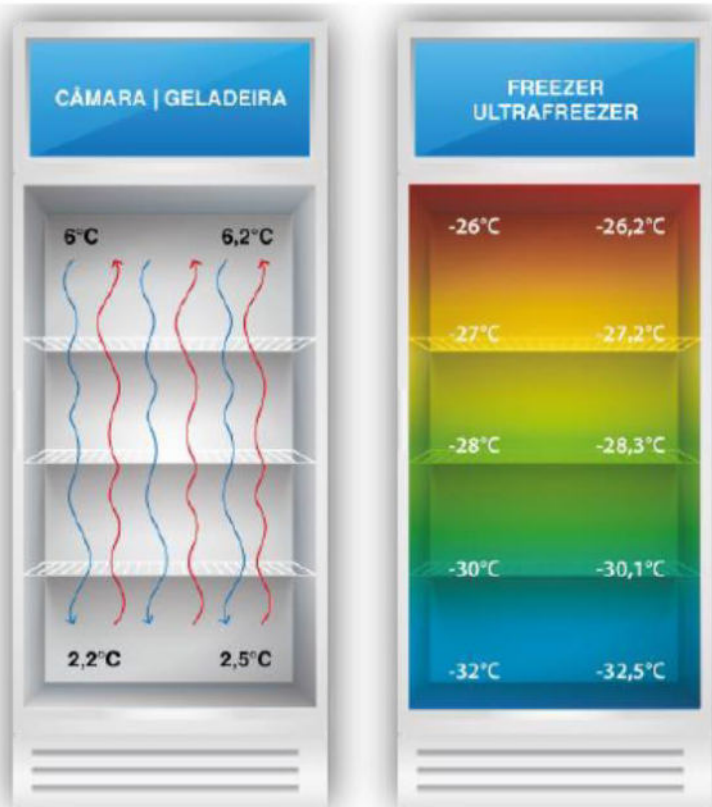 CÂMARA | GELADEIRA
6°C 6,2°C
2,2°C 2,5°C
FREEZER
ULTRAFREEZER
-26°C -26,2°C
-27°C -27,2°C
-28°C -28,3°C
-30°C -30,1°C
-32°C -32,5°C